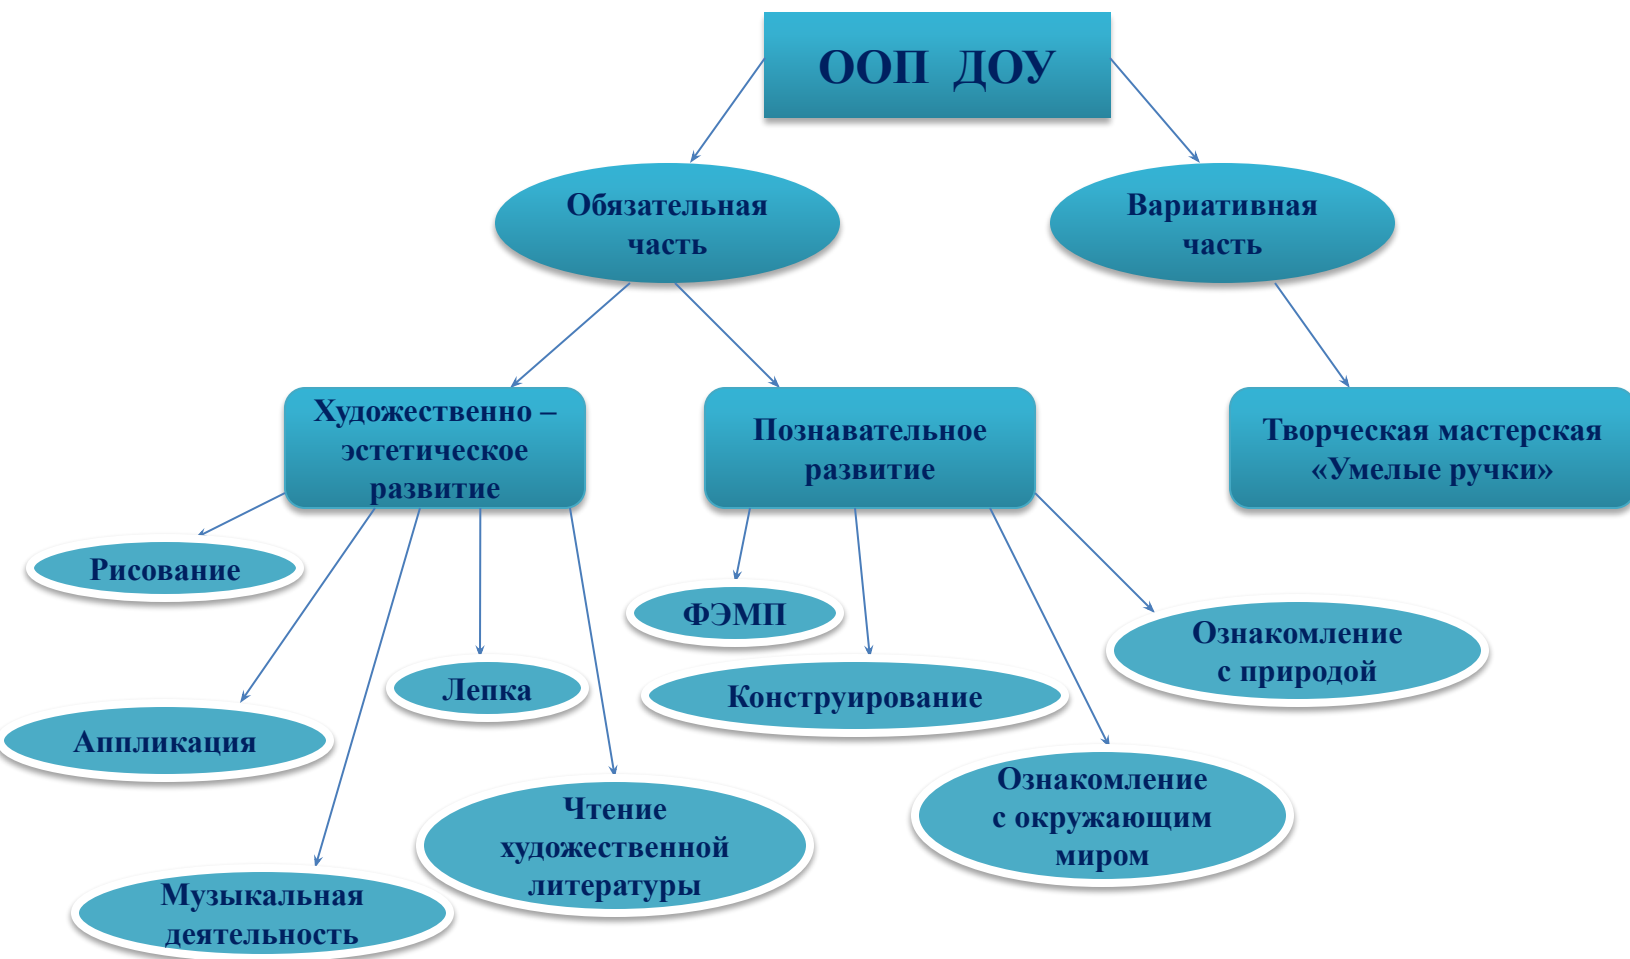 ООП ДОУ
Обязательная
часть
Вариативная
часть
Художественно –
эстетическое
развитие
Познавательное
развитие
Творческая мастерская
«Умелые ручки»
Рисование
ФЭМП
Ознакомление
с природой
Лепка
Конструирование
Аппликация
Ознакомление
с окружающим
миром
Чтение
художественной
литературы
Музыкальная
деятельность